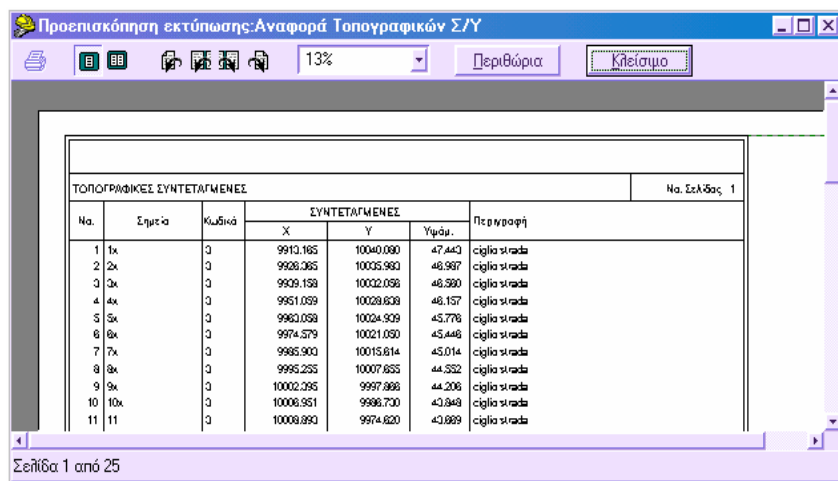 Προεπισκόπηση εκτύπωσης:Αναφορά Τοπογραφικών Σ/Υ
13% Περιθώρια Κλείσιμο
ΤΟΠΟΓΡΑΦΙΚΕΣ ΣΥΝΤΕΤΑΓΜΕΝΕΣ Να. Σελίδας 1
Να. Σημεία Κωδικό ΣΥΝΤΕΤΑΓΜΕΝΕΣ Περιγραφή
X Y Υψόμ.
1 1x 3 9913.165 10040.080 47.443 ciglio strada
2 2x 3 9926.365 10035.983 46.987 ciglio strada
3 3x 3 9939.158 10032.056 46.580 ciglio strada
4 4x 3 9951.059 10028.638 46.157 ciglio strada
5 5x 3 9963.058 10024.939 45.776 ciglio strada
6 6x 3 9974.579 10021.050 45.446 ciglio strada
7 7x 3 9985.903 10015.614 45.014 ciglio strada
8 8x 3 9995.255 10007.655 44.552 ciglio strada
9 9x 3 10002.395 9997.866 44.206 ciglio strada
10 10x 3 10006.951 9986.730 43.848 ciglio strada
11 11 3 10008.893 9974.620 43.669 ciglio strada
Σελίδα 1 από 25